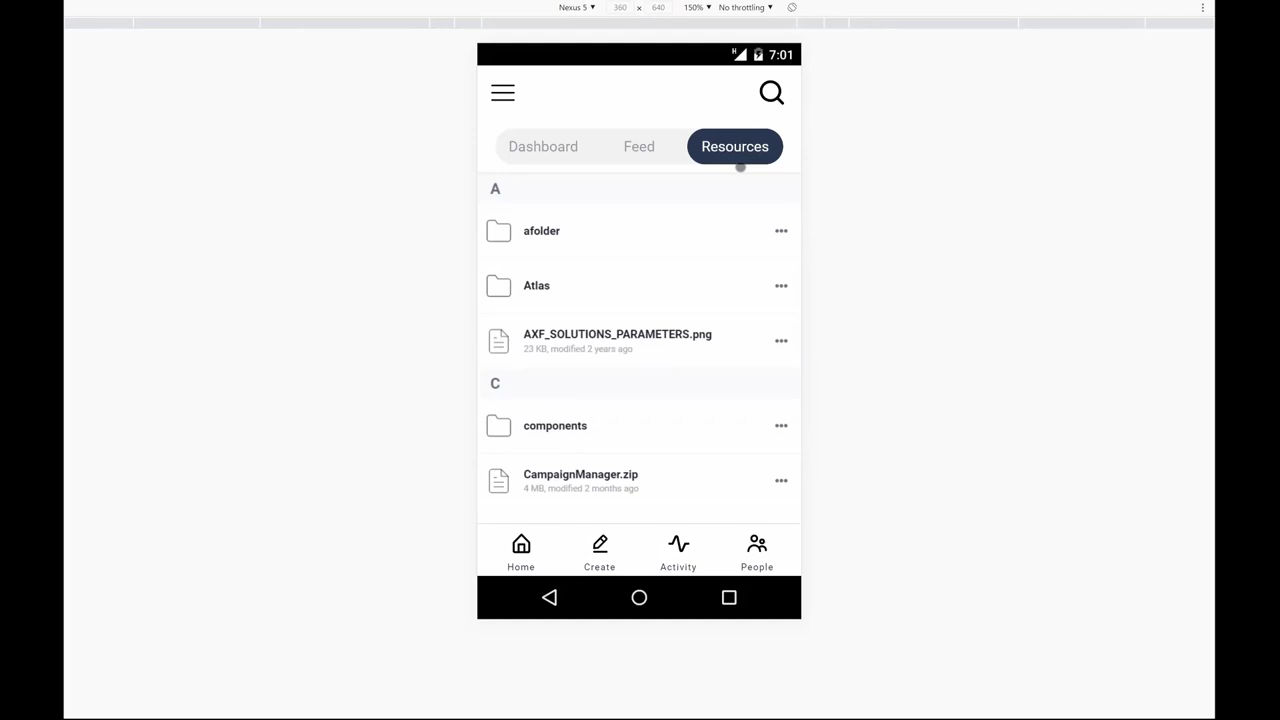 Nexus 5 ▼ 360 x 640 150% ▼ No throttling ▼
H 7:01
Dashboard Feed Resources
A
afolder
Atlas
AXF_SOLUTIONS_PARAMETERS.png
23 KB, modified 2 years ago
C
components
CampaignManager.zip
4 MB, modified 2 months ago
Home Create Activity People